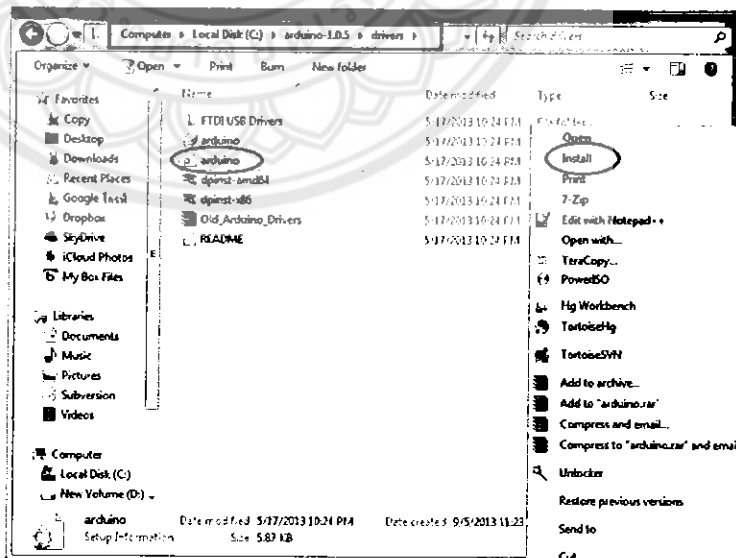 Computer ▸ Local Disk (C:) ▸ arduino-1.0.5 ▸ drivers ▸
Organize Open Print Burn New folder
Name Date modified Type Size
Favorites
Copy
Desktop
Downloads
Recent Places
Dropbox
SkyDrive
iCloud Photos
My Box Files
Libraries
Documents
Music
Pictures
Subversion
Videos
Computer
Local Disk (C:)
New Volume (D:)
FTDI USB Drivers 5/17/2013 10:24 PM
arduino 5/17/2013 10:24 PM
arduino 5/17/2013 10:24 PM
dpinst-amd64 5/17/2013 10:24 PM
dpinst-x86 5/17/2013 10:24 PM
Old_Arduino_Drivers 5/17/2013 10:24 PM
README 5/17/2013 10:24 PM
Open
Install
Print
7-Zip
Edit with Notepad++
Open with...
TeraCopy...
PowerISO
Hg Workbench
TortoiseHg
TortoiseSVN
Add to archive...
Add to "arduino.rar"
Compress and email...
Compress to "arduino.rar" and email
Unlocker
Restore previous versions
Send to
Cut
arduino Date modified: 5/17/2013 10:24 PM Date created: 9/5/2013 11:23
Setup Information Size: 5.87 KB